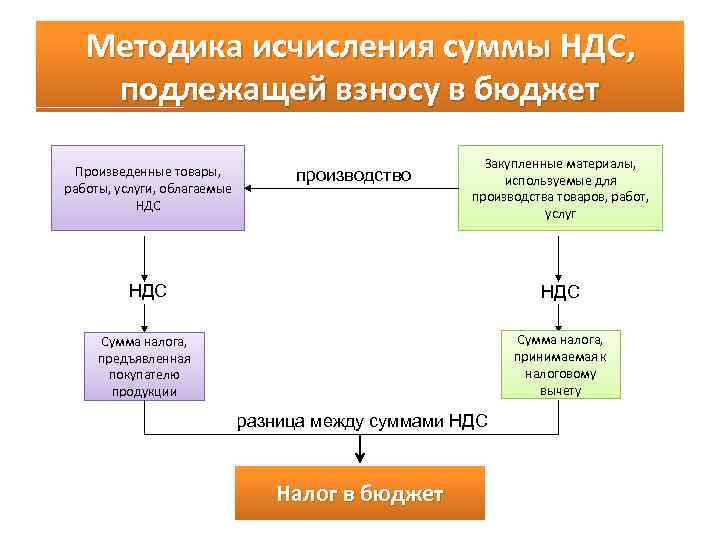 Методика исчисления суммы НДС,
подлежащей взносу в бюджет
Произведенные товары,
работы, услуги, облагаемые
НДС
производство
Закупленные материалы,
используемые для
производства товаров, работ,
услуг
НДС
НДС
Сумма налога,
предъявленная
покупателю
продукции
Сумма налога,
принимаемая к
налоговому
вычету
разница между суммами НДС
Налог в бюджет